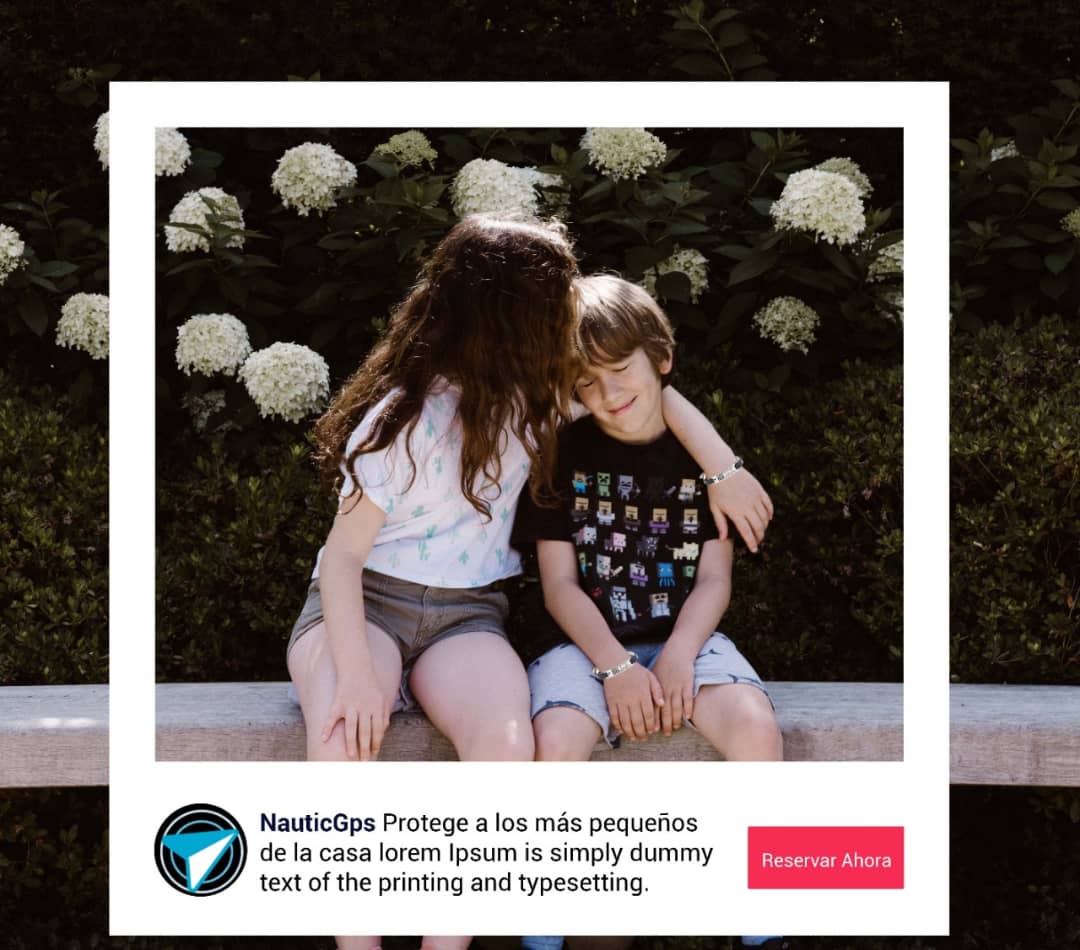 NauticGps Protege a los más pequeños
de la casa lorem Ipsum is simply dummy
text of the printing and typesetting.
Reservar Ahora